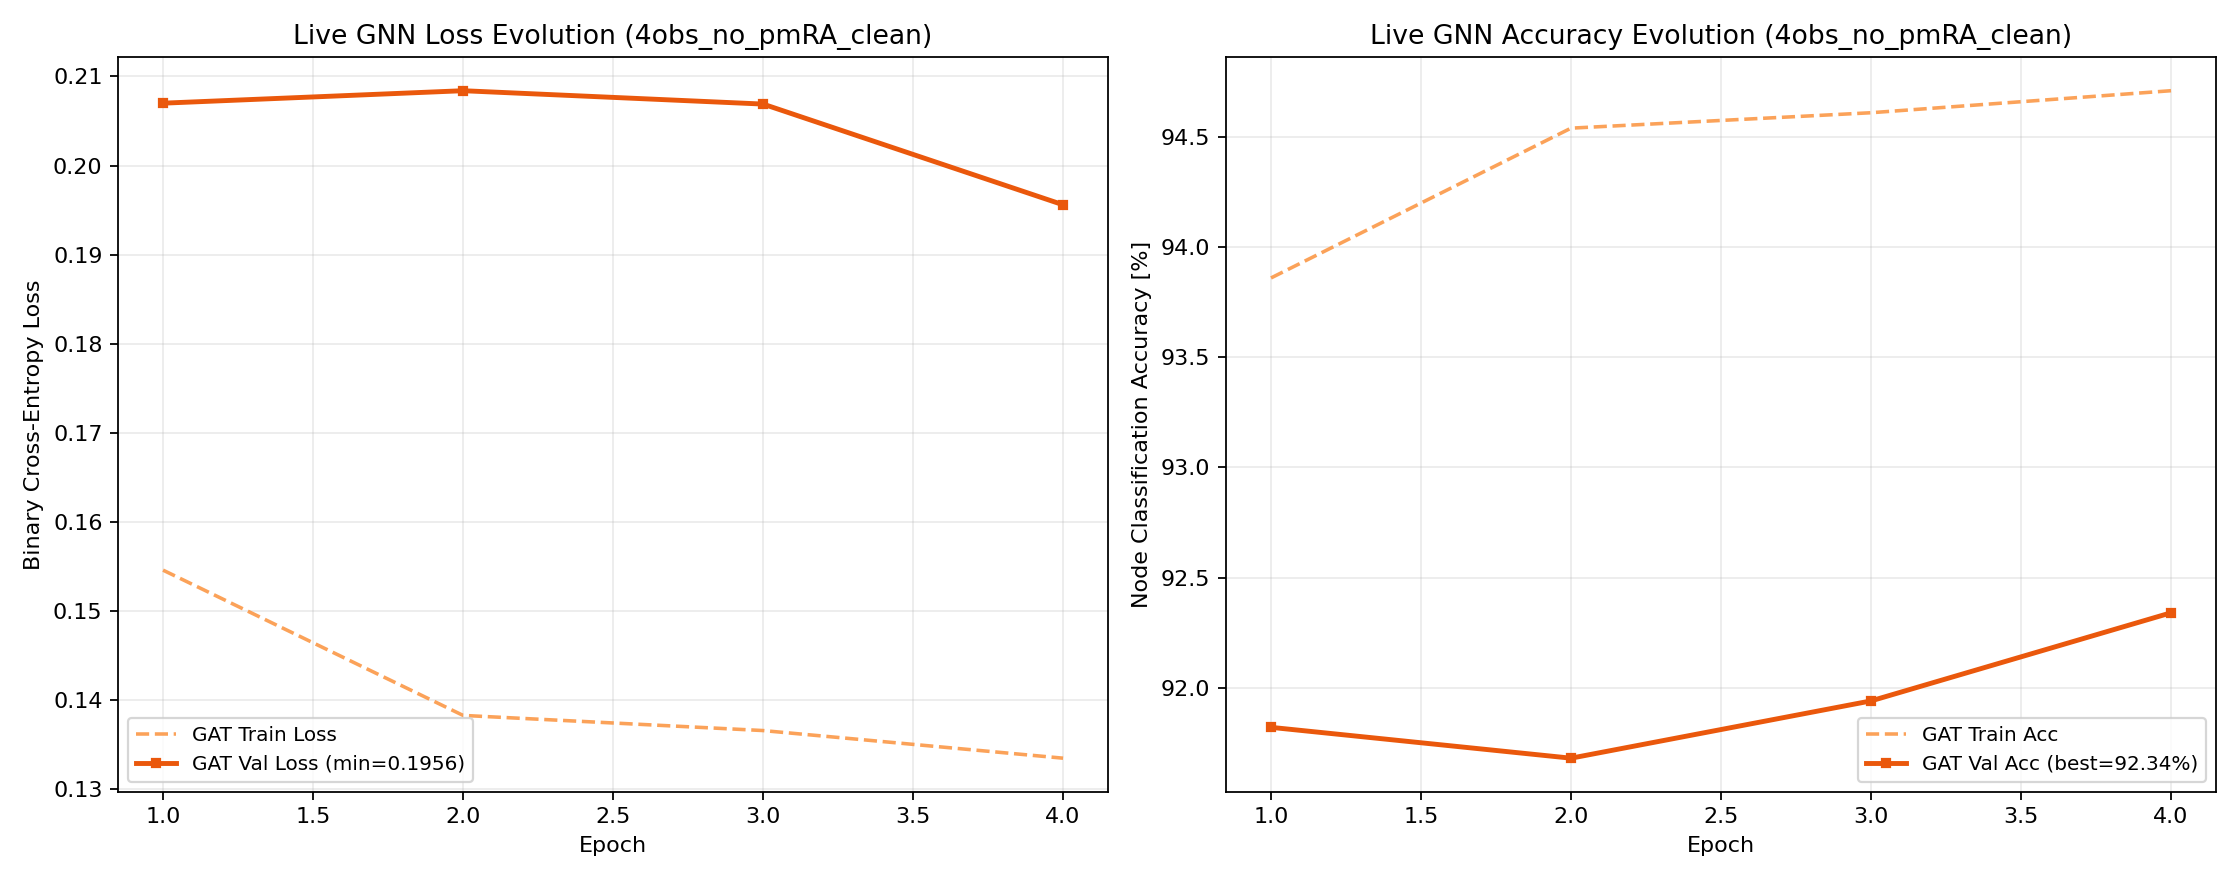 Live GNN Loss Evolution (4obs_no_pmRA_clean)
Binary Cross-Entropy Loss
0.21
0.20
0.19
0.18
0.17
0.16
0.15
0.14
0.13
GAT Train Loss
GAT Val Loss (min=0.1956)
1.0 1.5 2.0 2.5 3.0 3.5 4.0
Epoch
Live GNN Accuracy Evolution (4obs_no_pmRA_clean)
Node Classification Accuracy [%]
94.5
94.0
93.5
93.0
92.5
92.0
GAT Train Acc
GAT Val Acc (best=92.34%)
1.0 1.5 2.0 2.5 3.0 3.5 4.0
Epoch